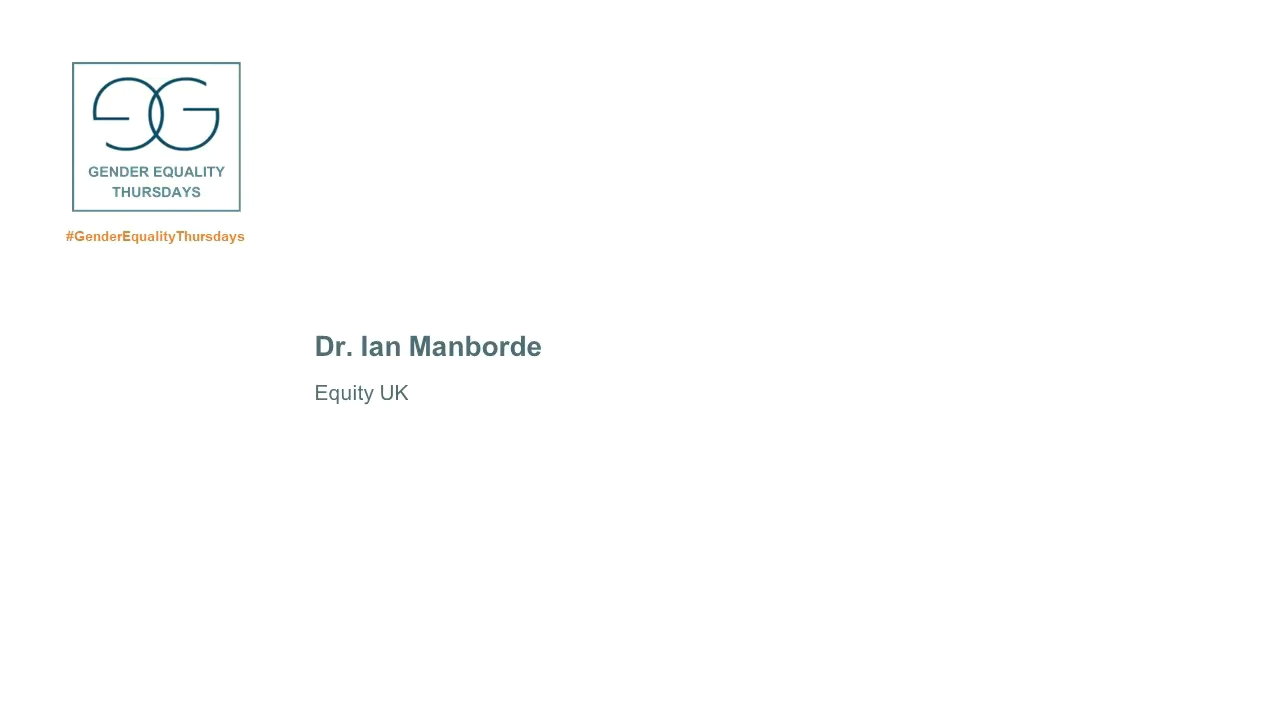 GENDER EQUALITY
THURSDAYS
#GenderEqualityThursdays
Dr. Ian Manborde
Equity UK